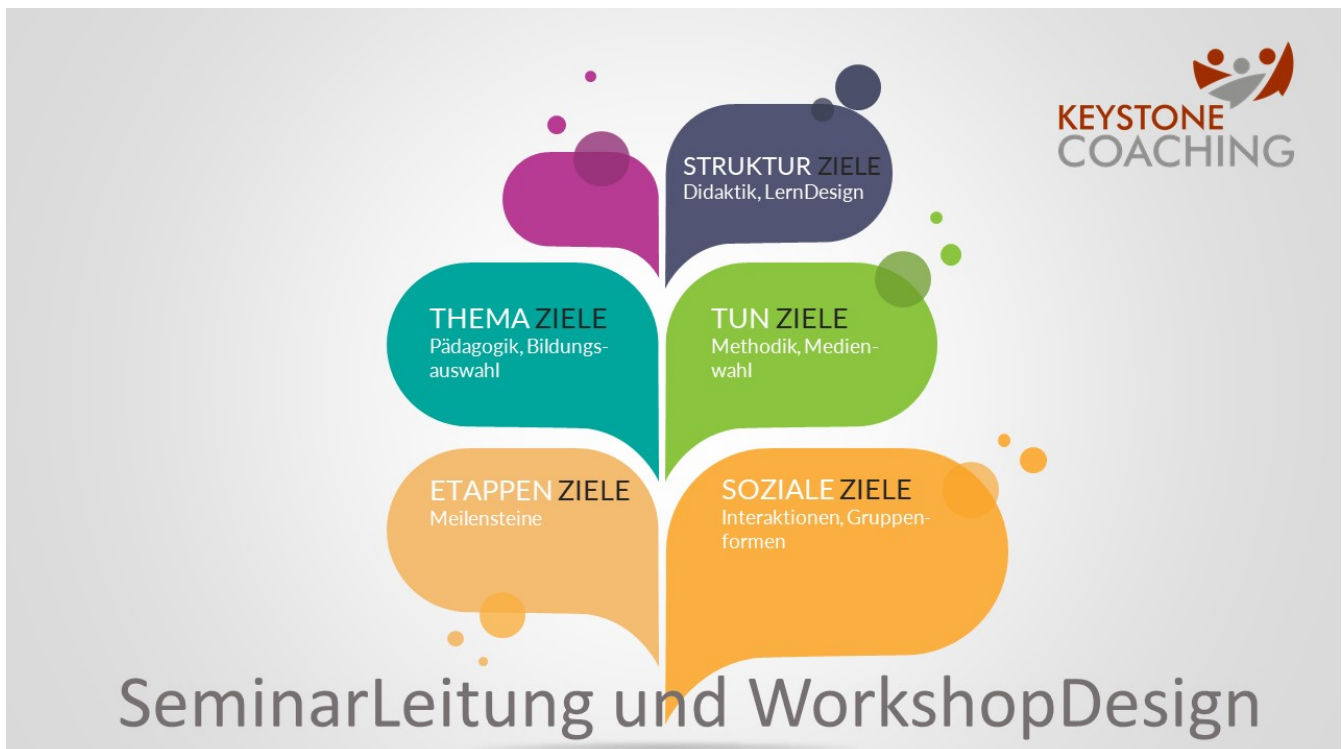 KEYSTONE
COACHING
STRUKTUR ZIELE
Didaktik, LernDesign
THEMA ZIELE
Pädagogik, Bildungs-
auswahl
TUN ZIELE
Methodik, Medien-
wahl
ETAPPEN ZIELE
Meilensteine
SOZIALE ZIELE
Interaktionen, Gruppen-
formen
SeminarLeitung und WorkshopDesign